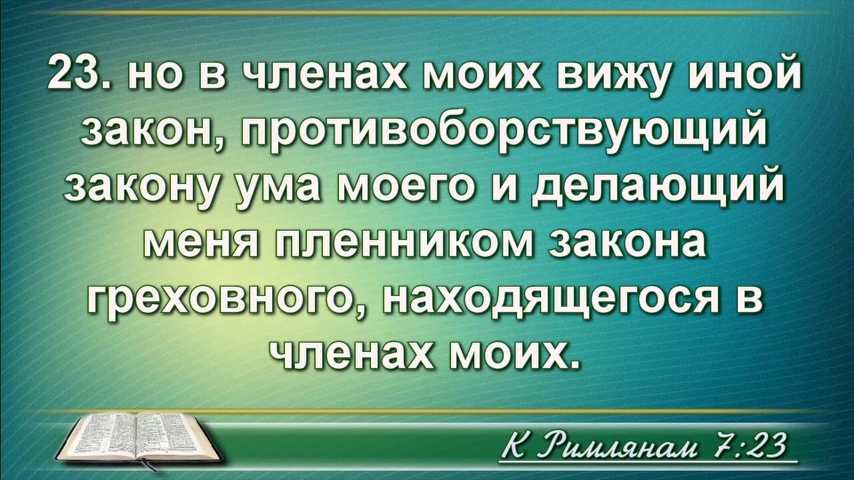 23. но в членах моих вижу иной
закон, противоборствующий
закону ума моего и делающий
меня пленником закона
греховного, находящегося в
членах моих.
К Римлянам 7:23